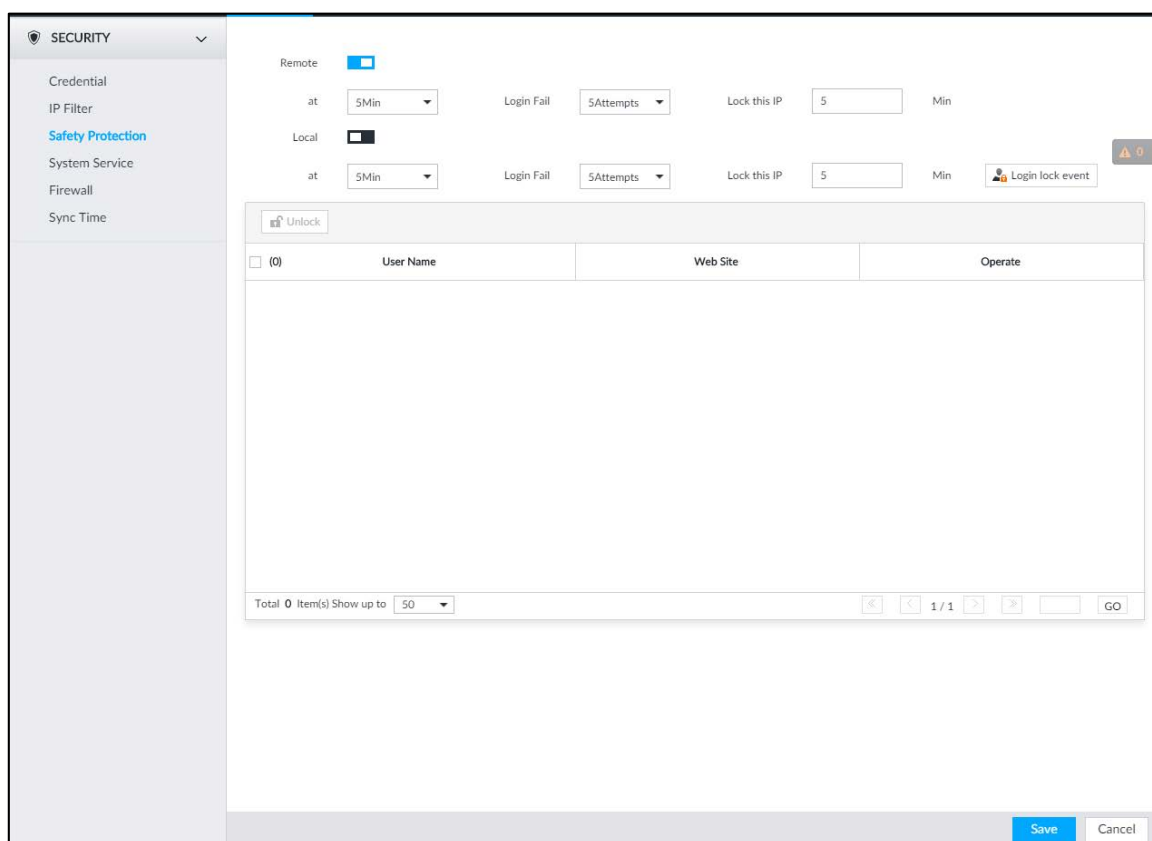 SECURITY
Credential
IP Filter
Safety Protection
System Service
Firewall
Sync Time
Remote
at 5Min Login Fail 5Attempts Lock this IP 5 Min
Local
0
at 5Min Login Fail 5Attempts Lock this IP 5 Min Login lock event
Unlock
(0) User Name Web Site Operate
Total 0 Item(s) Show up to 50 1 / 1 GO
Save Cancel